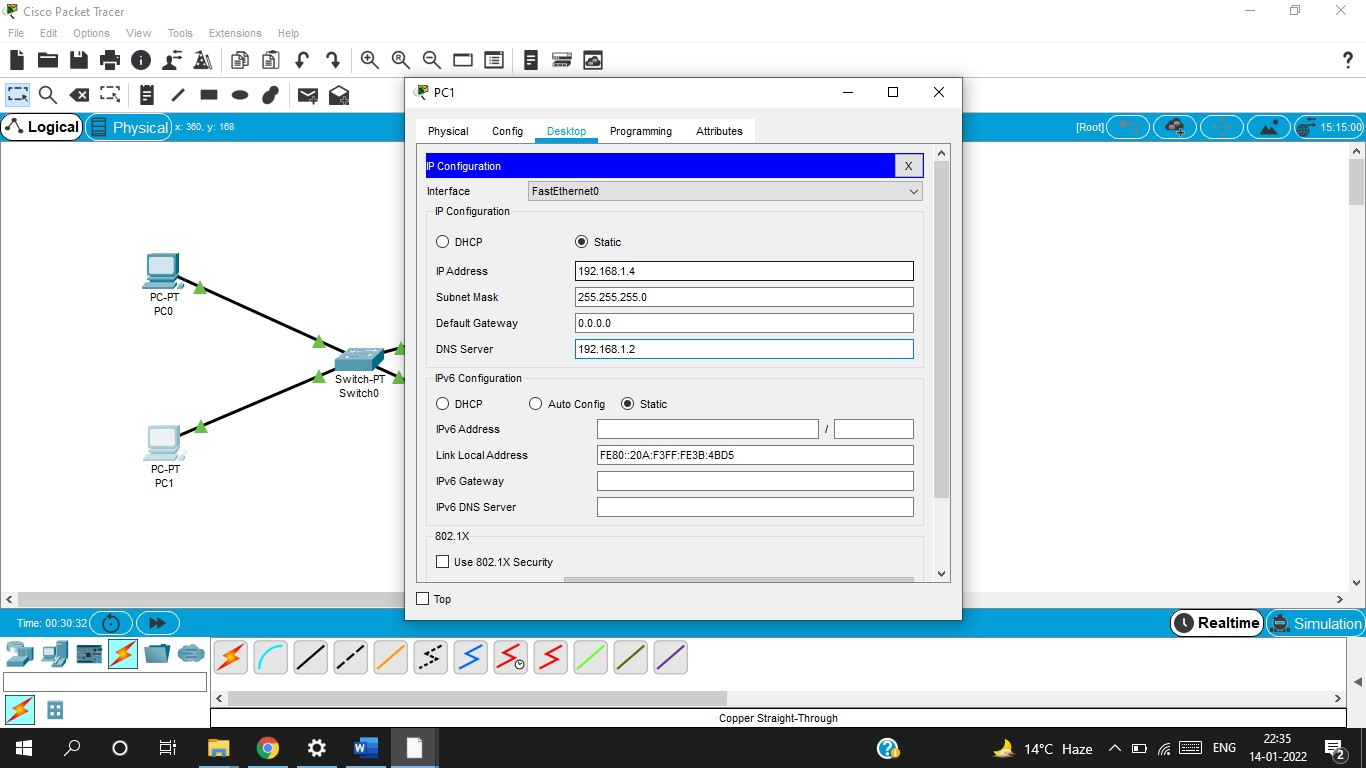 Cisco Packet Tracer
File Edit Options View Tools Extensions Help
?
Logical Physical x: 360, y: 168
[Root] 15:15:00
PC-PT
PC0
Switch-PT
Switch0
PC-PT
PC1
PC1
Physical Config Desktop Programming Attributes
IP Configuration X
Interface FastEthernet0
IP Configuration
DHCP Static
IP Address 192.168.1.4
Subnet Mask 255.255.255.0
Default Gateway 0.0.0.0
DNS Server 192.168.1.2
IPv6 Configuration
DHCP Auto Config Static
IPv6 Address /
Link Local Address FE80::20A:F3FF:FE3B:4BD5
IPv6 Gateway
IPv6 DNS Server
802.1X
Use 802.1X Security
Top
Time: 00:30:32 Realtime Simulation
Copper Straight-Through
14°C Haze ENG 22:35
14-01-2022 2